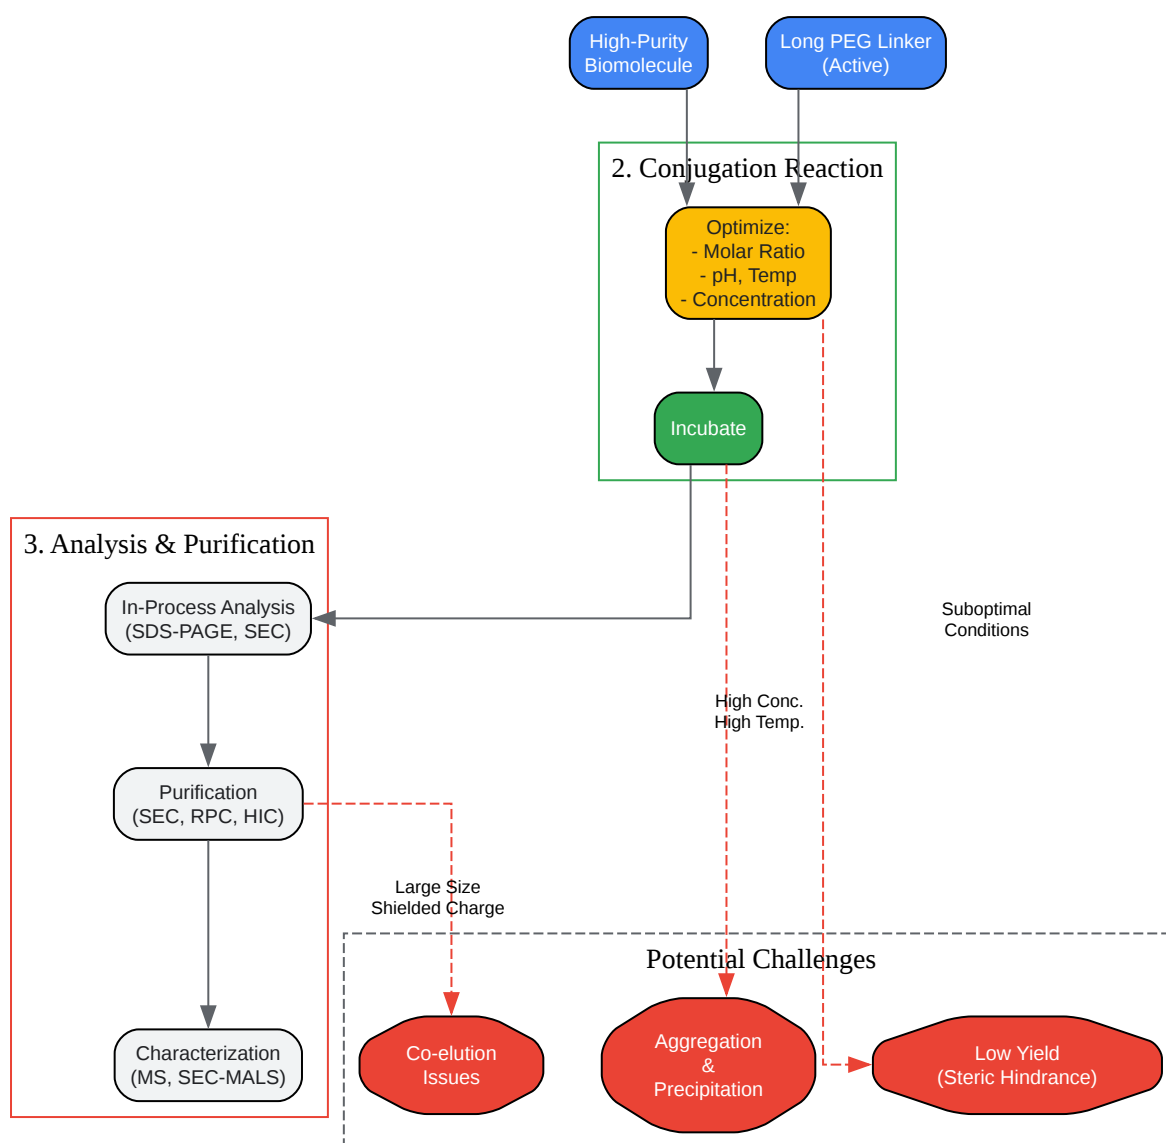 High-Purity
Biomolecule
Long PEG Linker
(Active)
2. Conjugation Reaction
Optimize:
- Molar Ratio
- pH, Temp
- Concentration
Incubate
3. Analysis & Purification
In-Process Analysis
(SDS-PAGE, SEC)
Suboptimal
Conditions
High Conc.
High Temp.
Purification
(SEC, RPC, HIC)
Large Size
Shielded Charge
Potential Challenges
Characterization
(MS, SEC-MALS)
Co-elution
Issues
Aggregation
&
Precipitation
Low Yield
(Steric Hindrance)